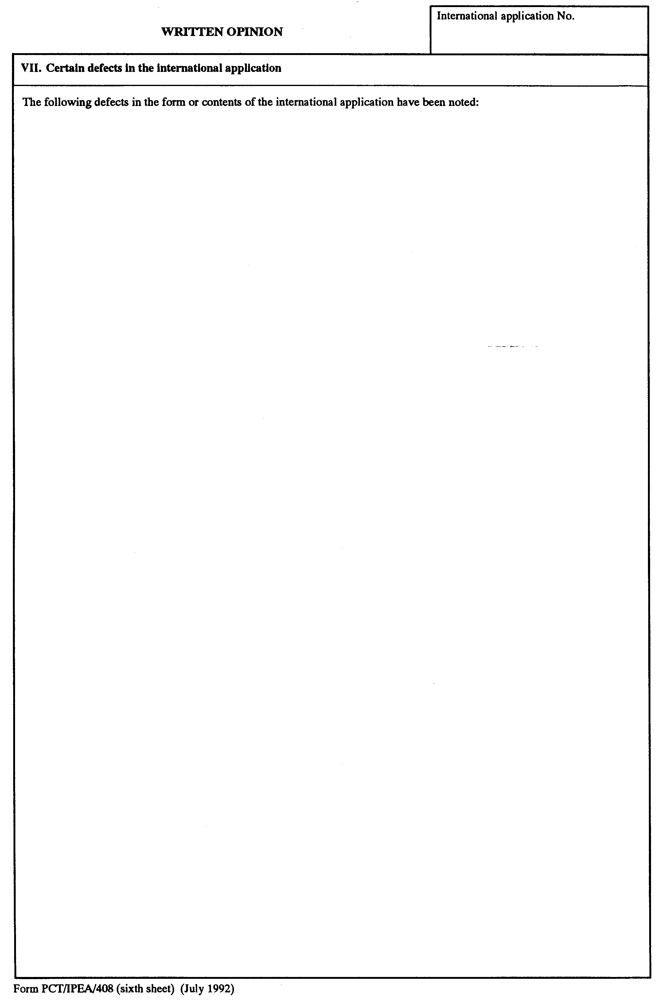 International application No.
WRITTEN OPINION
VII. Certain defects in the international application
The following defects in the form or contents of the international application have been noted:
Form PCT/IPEA/408 (sixth sheet) (July 1992)